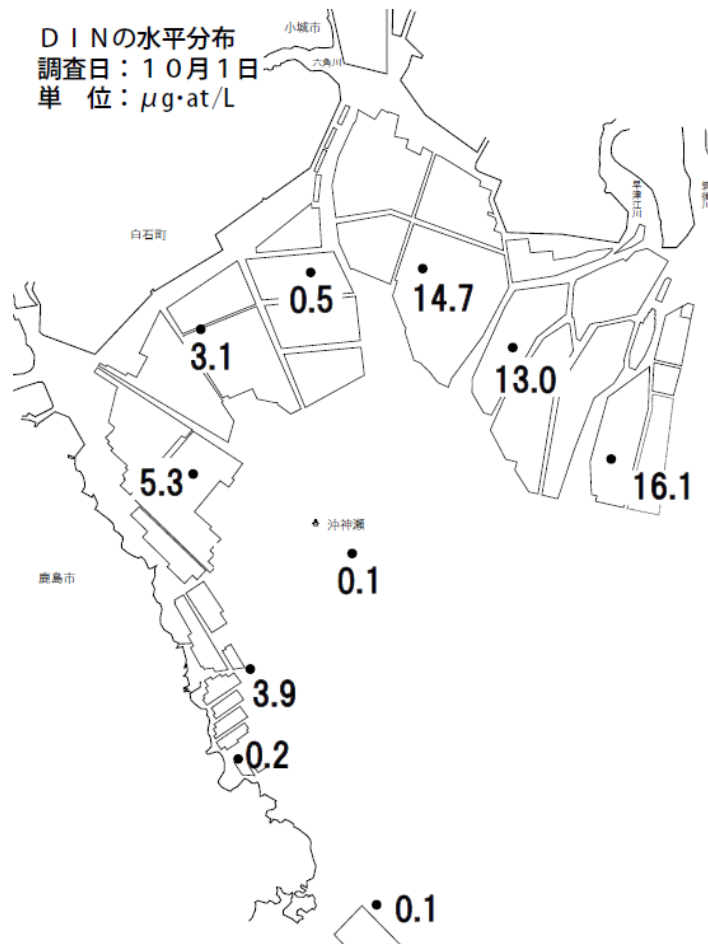 ＤＩＮの水平分布
調査日：１０月１日
単　位：μg・at/L
小城市
六角川
早津江川
筑後川
白石町
0.5
14.7
3.1
13.0
5.3
16.1
沖神瀬
0.1
鹿島市
3.9
0.2
0.1